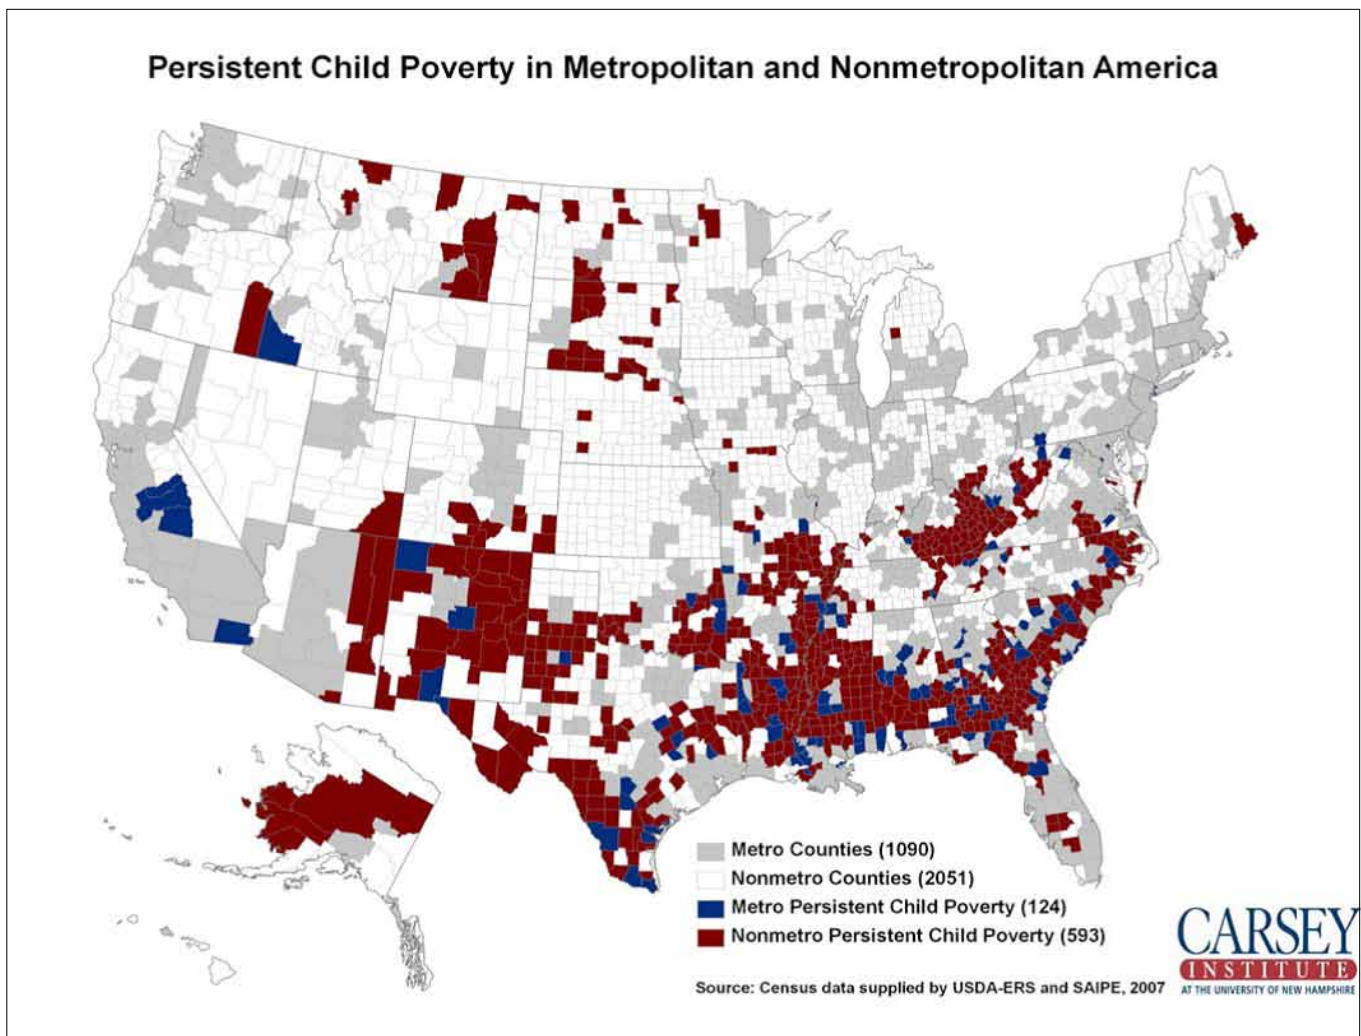 Persistent Child Poverty in Metropolitan and Nonmetropolitan America
Metro Counties (1090)
Nonmetro Counties (2051)
Metro Persistent Child Poverty (124)
Nonmetro Persistent Child Poverty (593)
Source: Census data supplied by USDA-ERS and SAIPE, 2007
CARSEY
INSTITUTE
AT THE UNIVERSITY OF NEW HAMPSHIRE